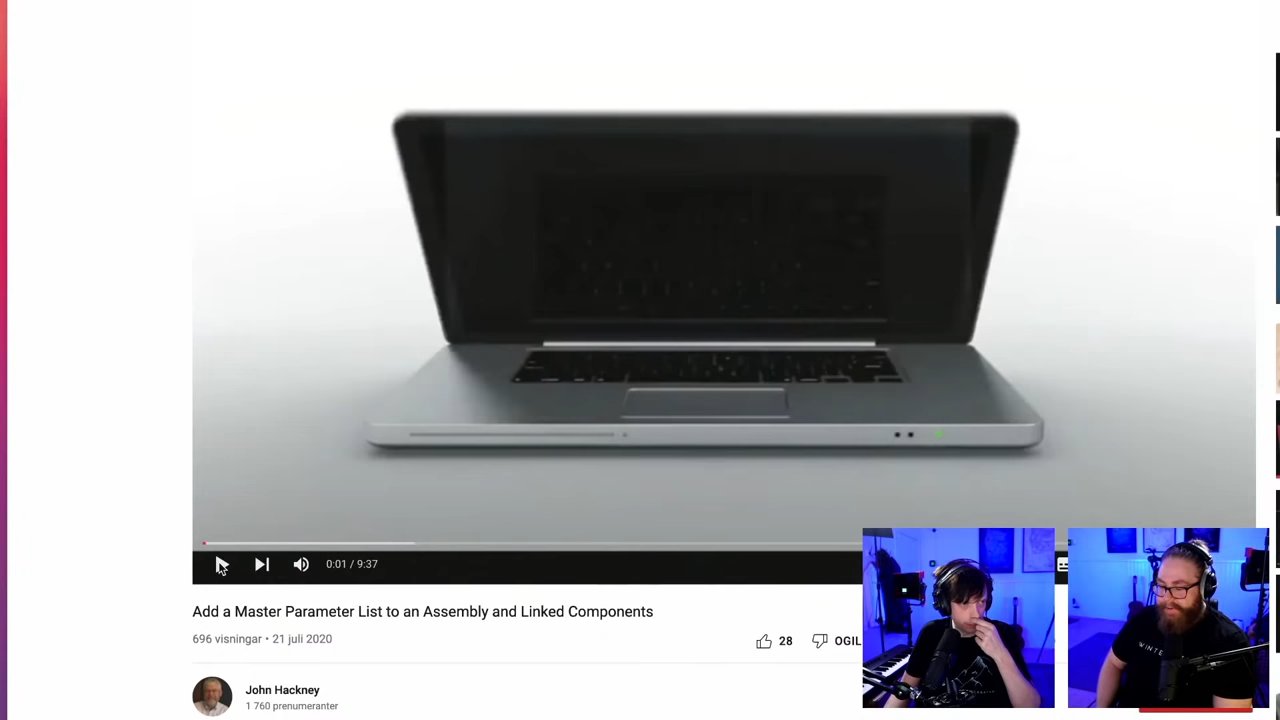 0:01 / 9:37
Add a Master Parameter List to an Assembly and Linked Components
696 visningar • 21 juli 2020
28
OGIL
John Hackney
1 760 prenumeranter
WINTE